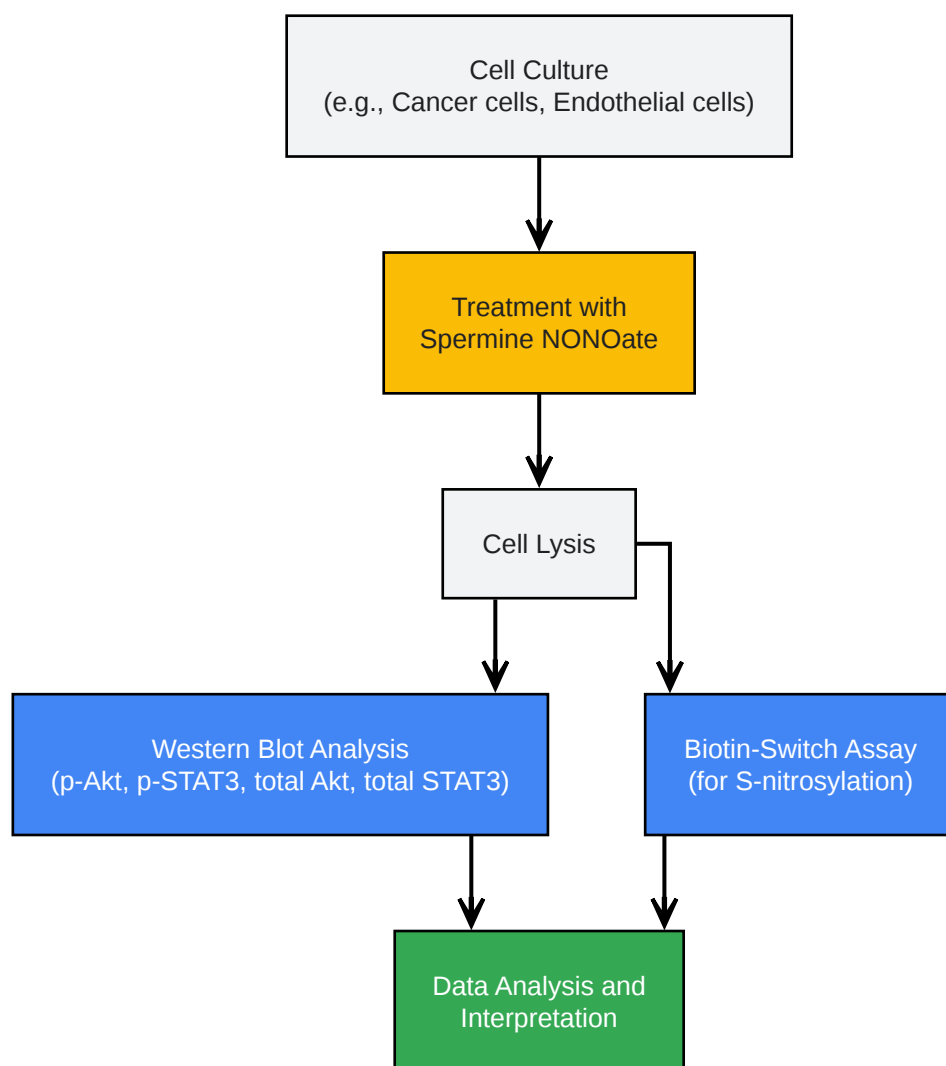 Cell Culture
(e.g., Cancer cells, Endothelial cells)
Treatment with
Spermine NONOate
Cell Lysis
Western Blot Analysis
(p-Akt, p-STAT3, total Akt, total STAT3)
Biotin-Switch Assay
(for S-nitrosylation)
Data Analysis and
Interpretation